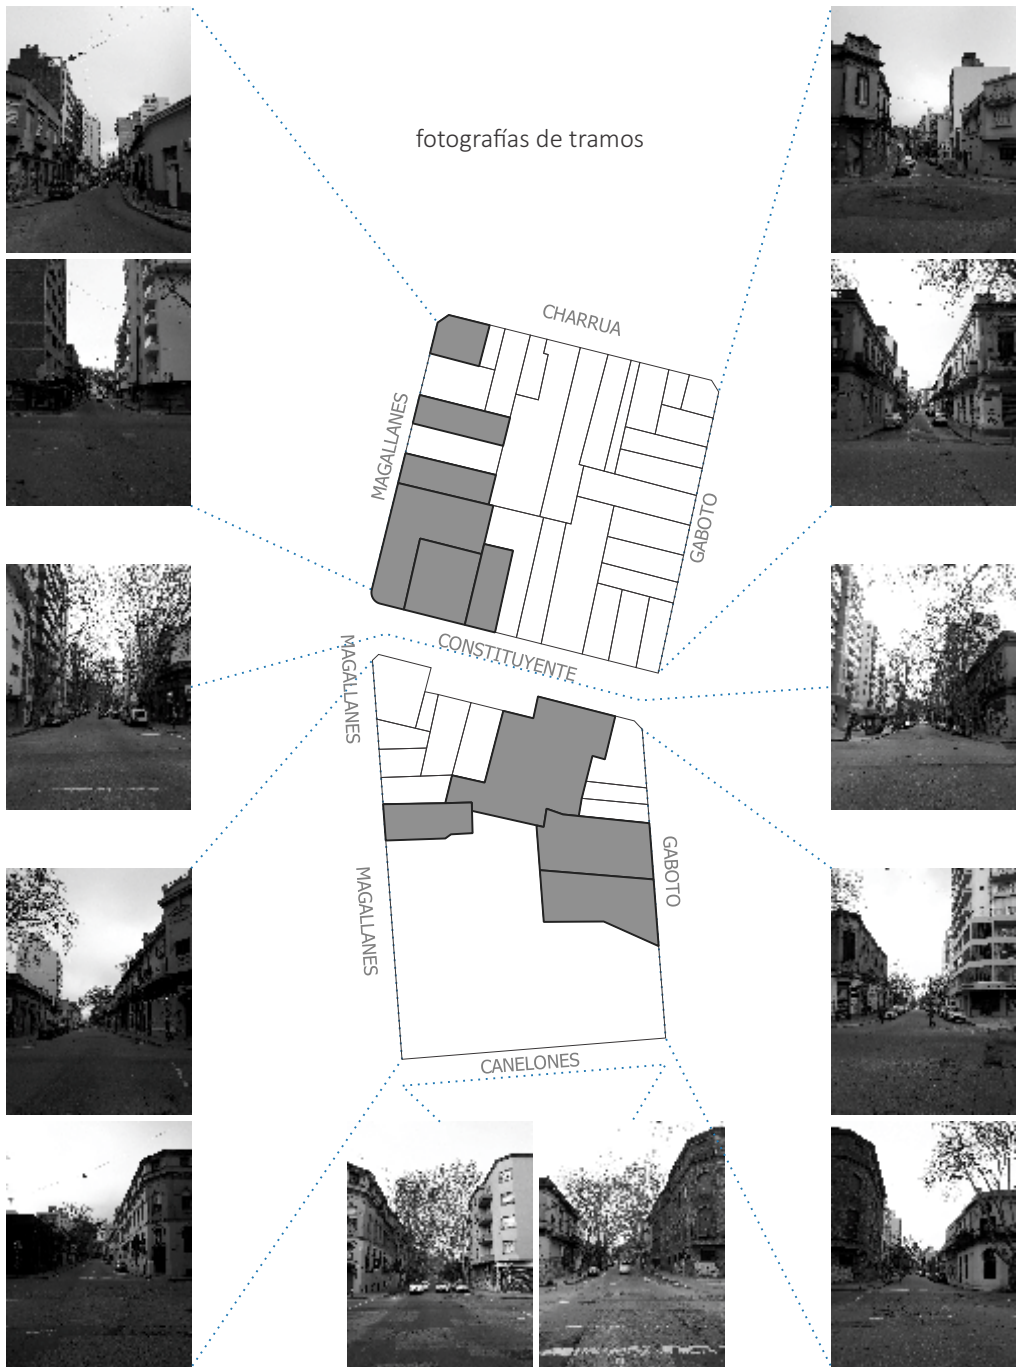 fotografías de tramos
CHARRUA
MAGALLANES
GABOTO
CONSTITUYENTE
MAGALLANES
GABOTO
MAGALLANES
CANELONES